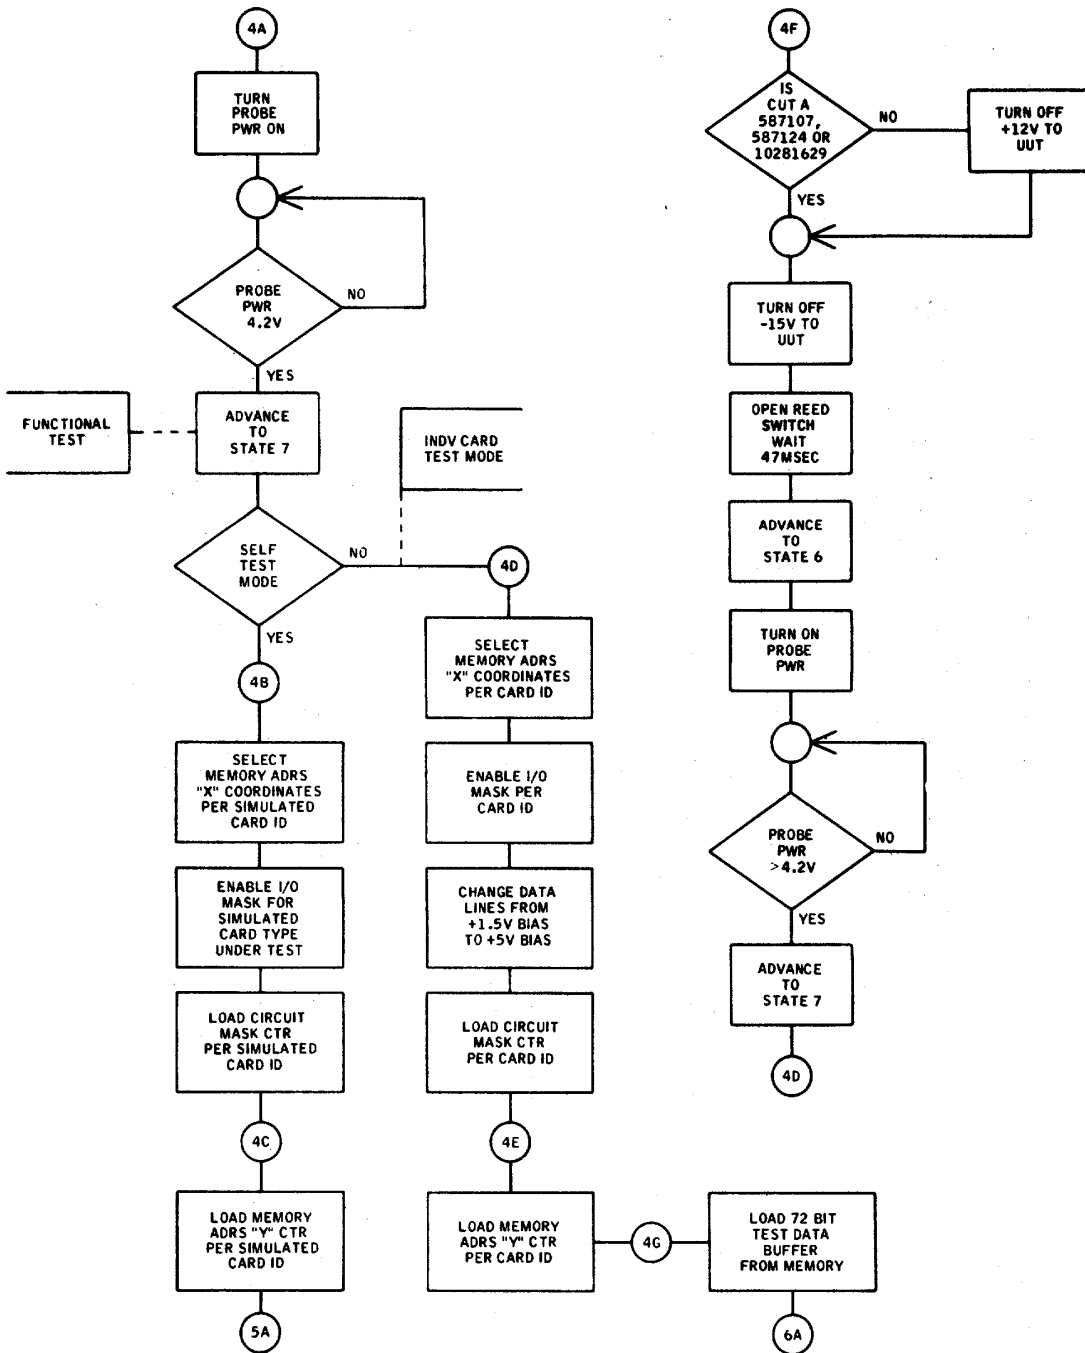 4A
TURN
PROBE
PWR ON
PROBE
PWR
4.2V
NO
YES
FUNCTIONAL
TEST
ADVANCE
TO
STATE 7
INDV CARD
TEST MODE
SELF
TEST
MODE
NO
YES
4B
SELECT
MEMORY ADRS
"X" COORDINATES
PER SIMULATED
CARD ID
ENABLE I/O
MASK FOR
SIMULATED
CARD TYPE
UNDER TEST
LOAD CIRCUIT
MASK CTR
PER SIMULATED
CARD ID
4C
LOAD MEMORY
ADRS "Y" CTR
PER SIMULATED
CARD ID
5A
4D
SELECT
MEMORY ADRS
"X" COORDINATES
PER CARD ID
ENABLE I/O
MASK PER
CARD ID
CHANGE DATA
LINES FROM
+1.5V BIAS
TO +5V BIAS
LOAD CIRCUIT
MASK CTR
PER CARD ID
4E
LOAD MEMORY
ADRS "Y" CTR
PER CARD ID
4G
LOAD 72 BIT
TEST DATA
BUFFER
FROM MEMORY
6A
4F
IS
CUT A
587107,
587124 OR
10281629
NO
TURN OFF
+12V TO
UUT
YES
TURN OFF
-15V TO
UUT
OPEN REED
SWITCH
WAIT
47MSEC
ADVANCE
TO
STATE 6
TURN ON
PROBE
PWR
PROBE
PWR
>4.2V
NO
YES
ADVANCE
TO
STATE 7
4D